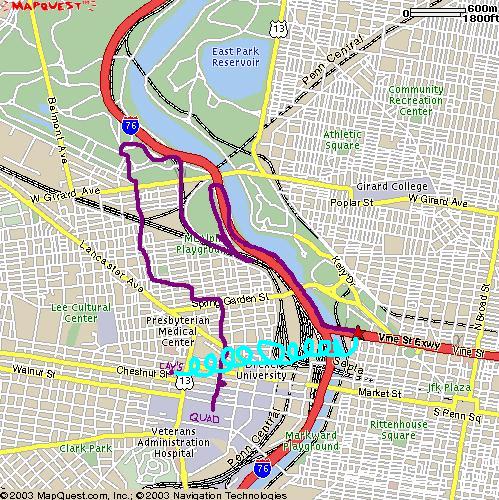 MAPQUEST™
600m
1800ft
13
East Park
Reservoir
Penn Central
Community
Recreation
Center
Belmont Ave
76
Athletic
Square
Girard College
W Girard Ave
Poplar St
W Girard Ave
Playground
Kelly Dr
Lancaster Ave
Spring Garden St
N Broad St
Lee Cultural
Center
Presbyterian
Medical
Center
Vine St Exwy
Vine St
Walnut St
Chestnut St
13
Drexel
University
Septa
Market St
Jfk Plaza
S Penn Sq
QUAD
Veterans
Administration
Hospital
Rittenhouse
Square
Clark Park
Penn Central
Markward
Playground
76
© 2003 MapQuest.com, Inc.; © 2003 Navigation Technologies